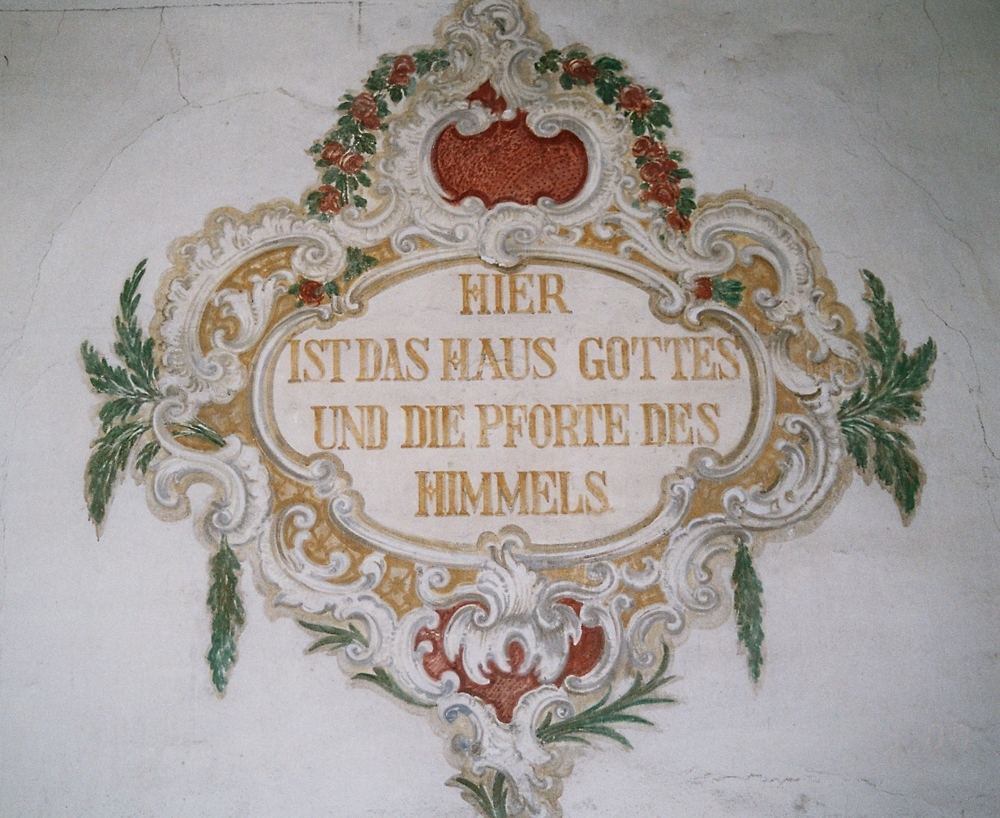 HIER
IST DAS HAUS GOTTES
UND DIE PFORTE DES
HIMMELS.